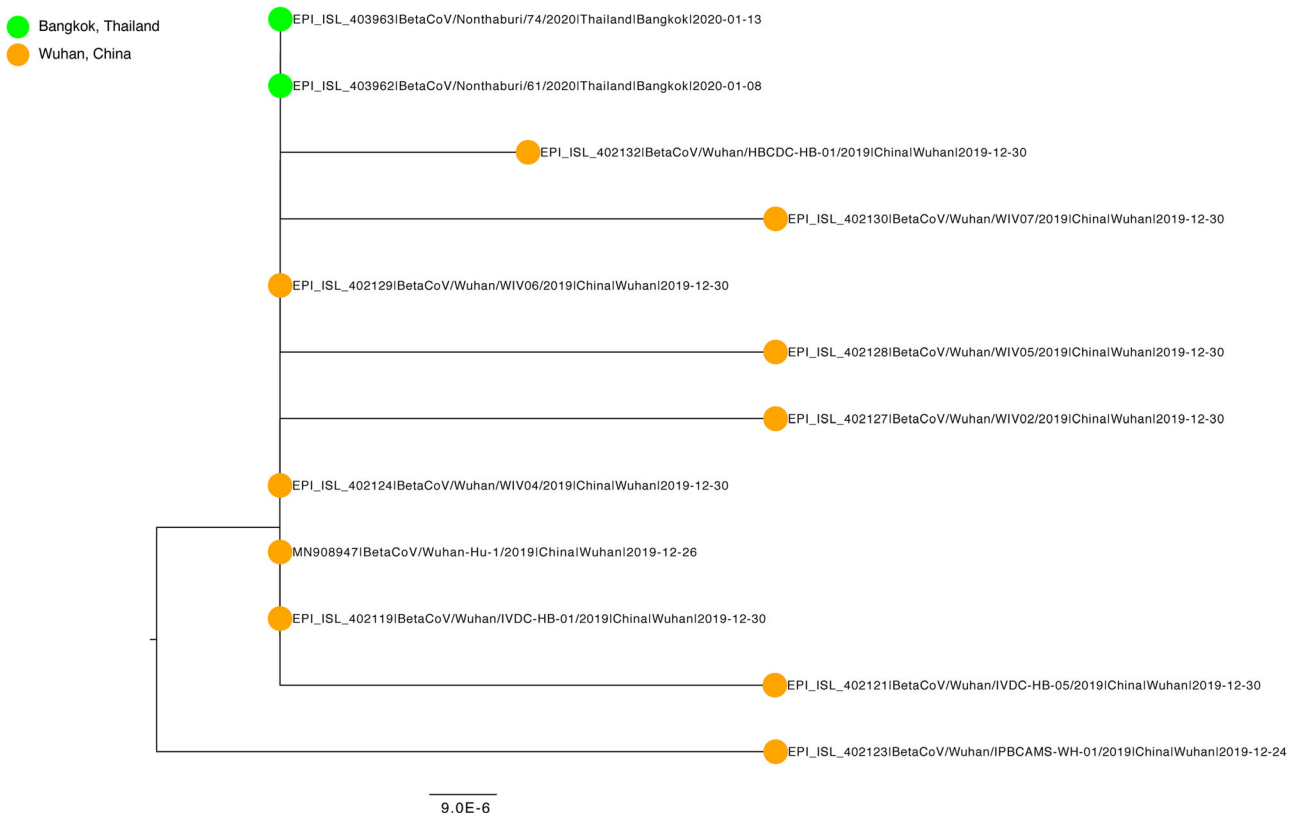 Bangkok, Thailand
Wuhan, China
EPI_ISL_403963|BetaCoV/Nonthaburi/74/2020|Thailand|Bangkok|2020-01-13
EPI_ISL_403962|BetaCoV/Nonthaburi/61/2020|Thailand|Bangkok|2020-01-08
EPI_ISL_402132|BetaCoV/Wuhan/HBCDC-HB-01/2019|China|Wuhan|2019-12-30
EPI_ISL_402130|BetaCoV/Wuhan/WIV07/2019|China|Wuhan|2019-12-30
EPI_ISL_402129|BetaCoV/Wuhan/WIV06/2019|China|Wuhan|2019-12-30
EPI_ISL_402128|BetaCoV/Wuhan/WIV05/2019|China|Wuhan|2019-12-30
EPI_ISL_402127|BetaCoV/Wuhan/WIV02/2019|China|Wuhan|2019-12-30
EPI_ISL_402124|BetaCoV/Wuhan/WIV04/2019|China|Wuhan|2019-12-30
MN908947|BetaCoV/Wuhan-Hu-1/2019|China|Wuhan|2019-12-26
EPI_ISL_402119|BetaCoV/Wuhan/IVDC-HB-01/2019|China|Wuhan|2019-12-30
EPI_ISL_402121|BetaCoV/Wuhan/IVDC-HB-05/2019|China|Wuhan|2019-12-30
EPI_ISL_402123|BetaCoV/Wuhan/IPBCAMS-WH-01/2019|China|Wuhan|2019-12-24
9.0E-6